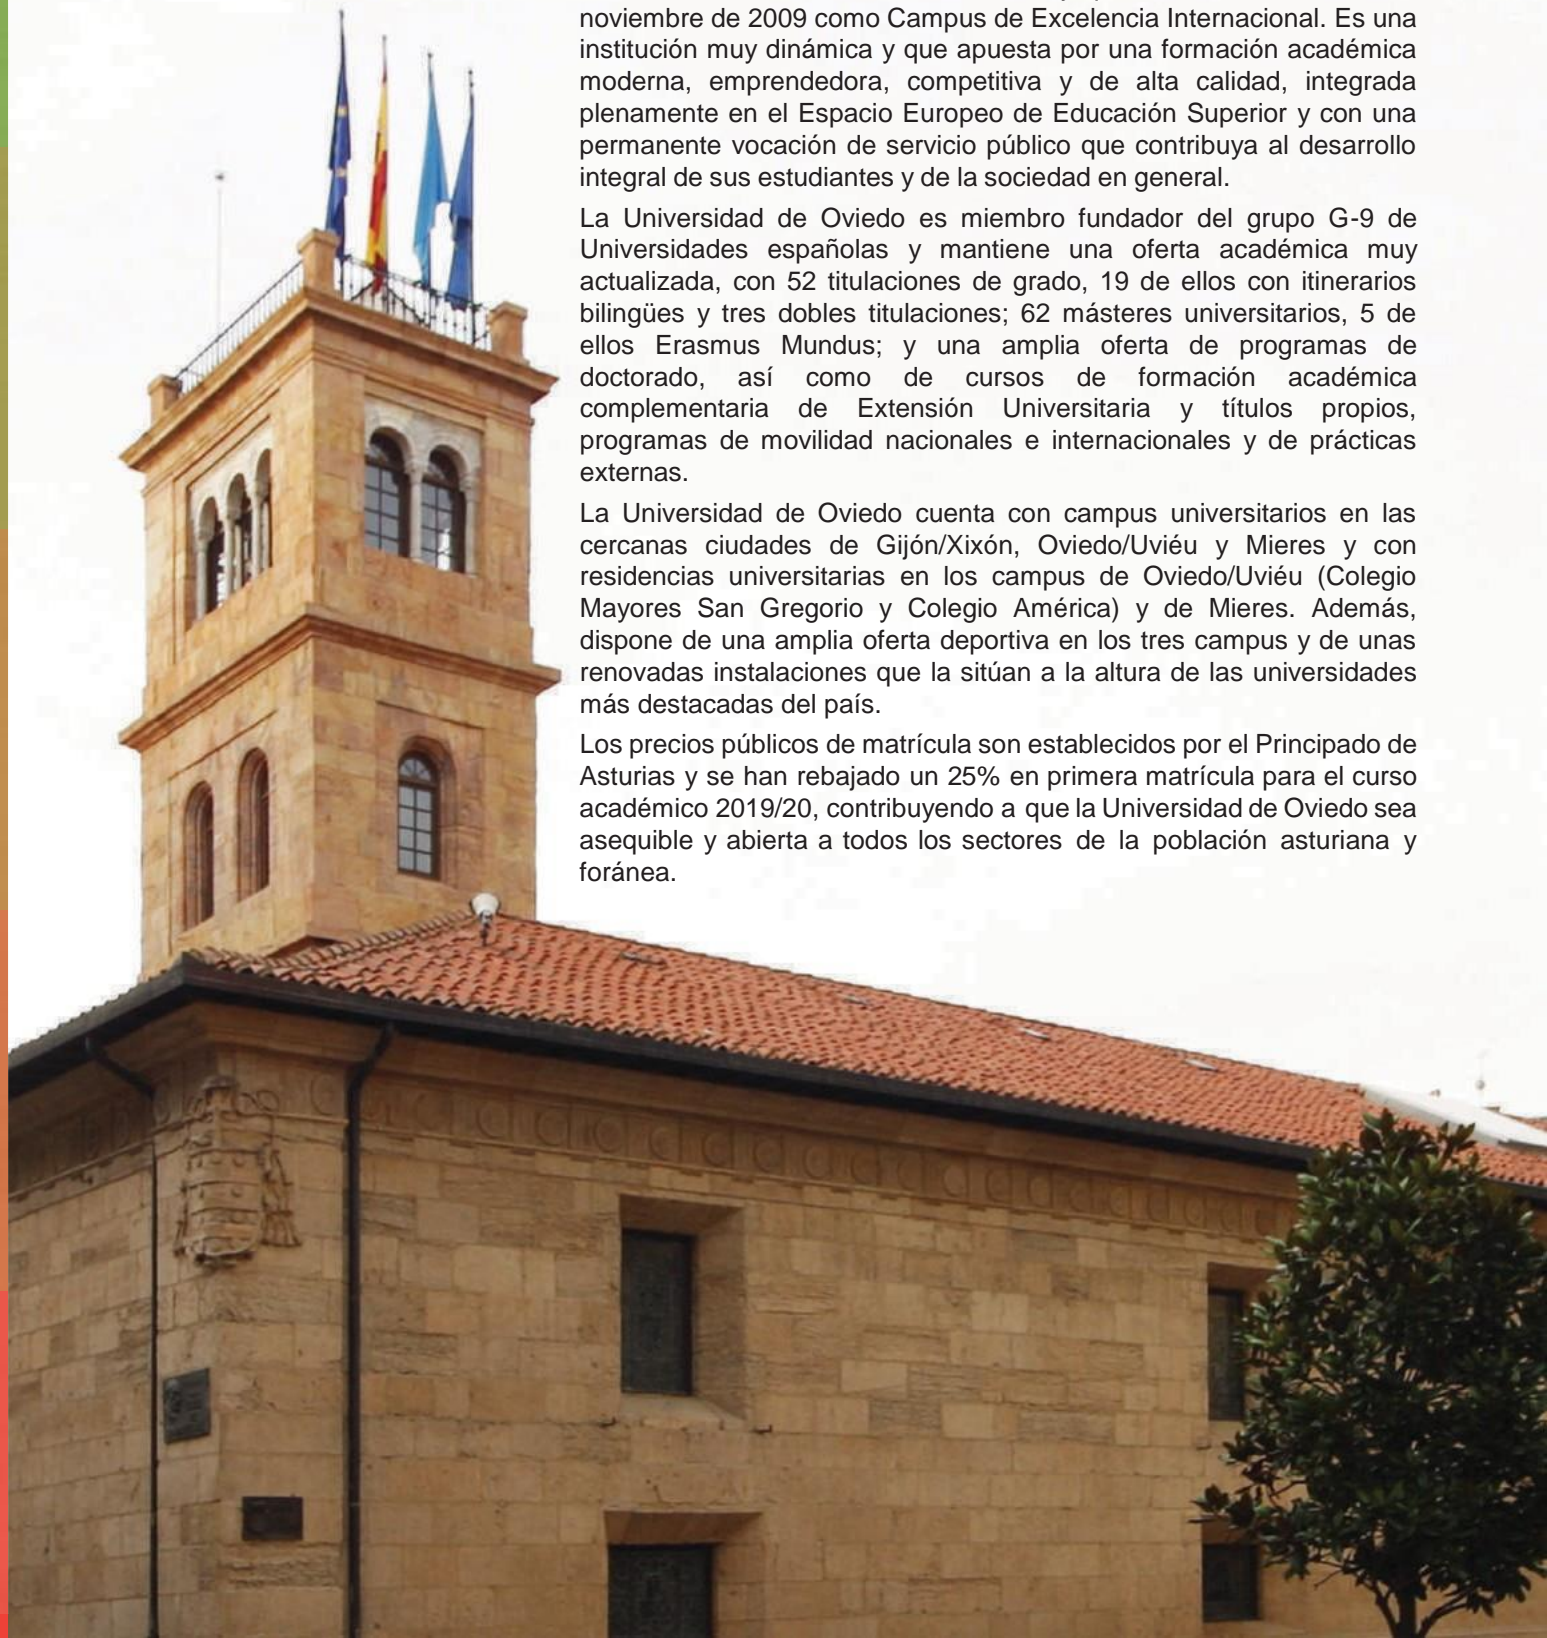 noviembre de 2009 como Campus de Excelencia Internacional. Es una
institución muy dinámica y que apuesta por una formación académica
moderna, emprendedora, competitiva y de alta calidad, integrada
plenamente en el Espacio Europeo de Educación Superior y con una
permanente vocación de servicio público que contribuya al desarrollo
integral de sus estudiantes y de la sociedad en general.
La Universidad de Oviedo es miembro fundador del grupo G-9 de
Universidades españolas y mantiene una oferta académica muy
actualizada, con 52 titulaciones de grado, 19 de ellos con itinerarios
bilingües y tres dobles titulaciones; 62 másteres universitarios, 5 de
ellos Erasmus Mundus; y una amplia oferta de programas de
doctorado, así como de cursos de formación académica
complementaria de Extensión Universitaria y títulos propios,
programas de movilidad nacionales e internacionales y de prácticas
externas.
La Universidad de Oviedo cuenta con campus universitarios en las
cercanas ciudades de Gijón/Xixón, Oviedo/Uviéu y Mieres y con
residencias universitarias en los campus de Oviedo/Uviéu (Colegio
Mayores San Gregorio y Colegio América) y de Mieres. Además,
dispone de una amplia oferta deportiva en los tres campus y de unas
renovadas instalaciones que la sitúan a la altura de las universidades
más destacadas del país.
Los precios públicos de matrícula son establecidos por el Principado de
Asturias y se han rebajado un 25% en primera matrícula para el curso
académico 2019/20, contribuyendo a que la Universidad de Oviedo sea
asequible y abierta a todos los sectores de la población asturiana y
foránea.